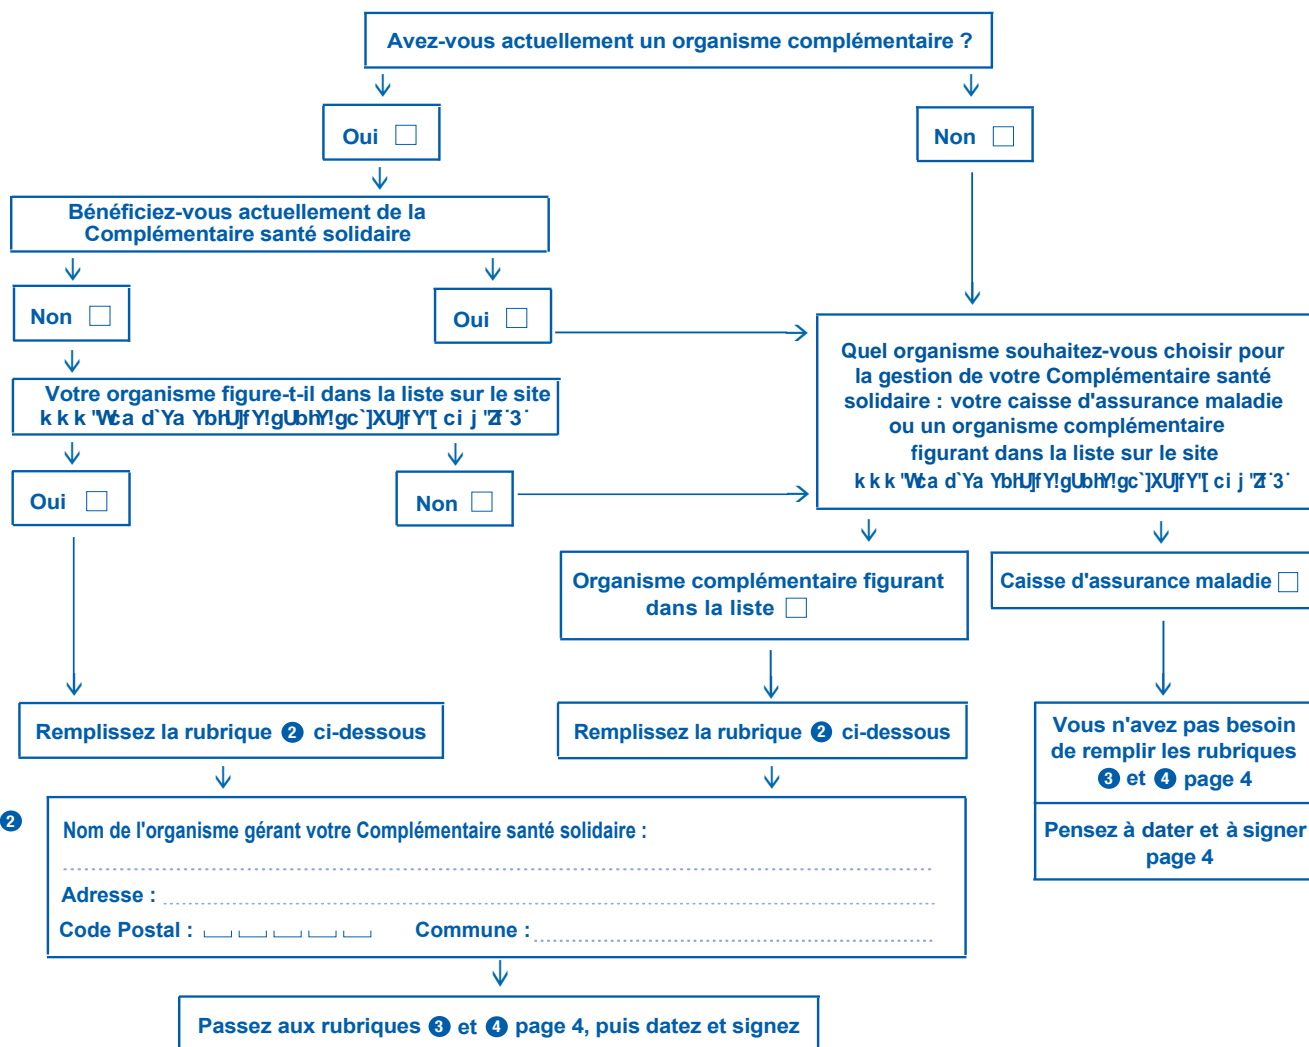 Avez-vous actuellement un organisme complémentaire ?
Oui
Non
Bénéficiez-vous actuellement de la
Complémentaire santé solidaire
Non
Oui
Votre organisme figure-t-il dans la liste sur le site
Oui
Non
Quel organisme souhaitez-vous choisir pour
la gestion de votre Complémentaire santé
solidaire : votre caisse d'assurance maladie
ou un organisme complémentaire
figurant dans la liste sur le site
Organisme complémentaire figurant
dans la liste
Caisse d'assurance maladie
Remplissez la rubrique 2 ci-dessous
Remplissez la rubrique 2 ci-dessous
Vous n'avez pas besoin
de remplir les rubriques
3 et 4 page 4
Pensez à dater et à signer
page 4
2
Nom de l'organisme gérant votre Complémentaire santé solidaire :
Adresse :
Code Postal :
Commune :
Passez aux rubriques 3 et 4 page 4, puis datez et signez